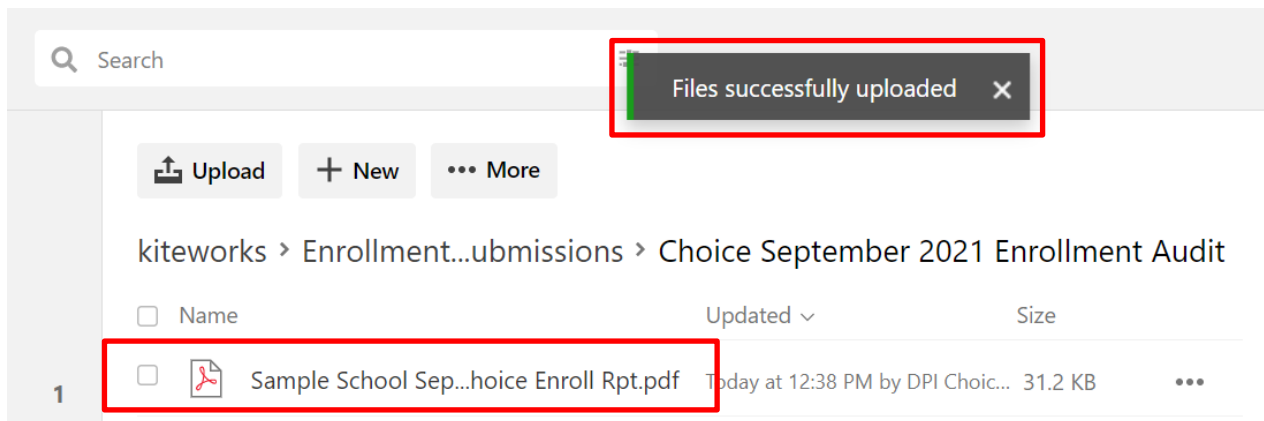 Search
Files successfully uploaded
Upload
New
More
kiteworks > Enrollment...ubmissions > Choice September 2021 Enrollment Audit
Name Updated Size
1 Sample School Sep...hoice Enroll Rpt.pdf Today at 12:38 PM by DPI Choic... 31.2 KB